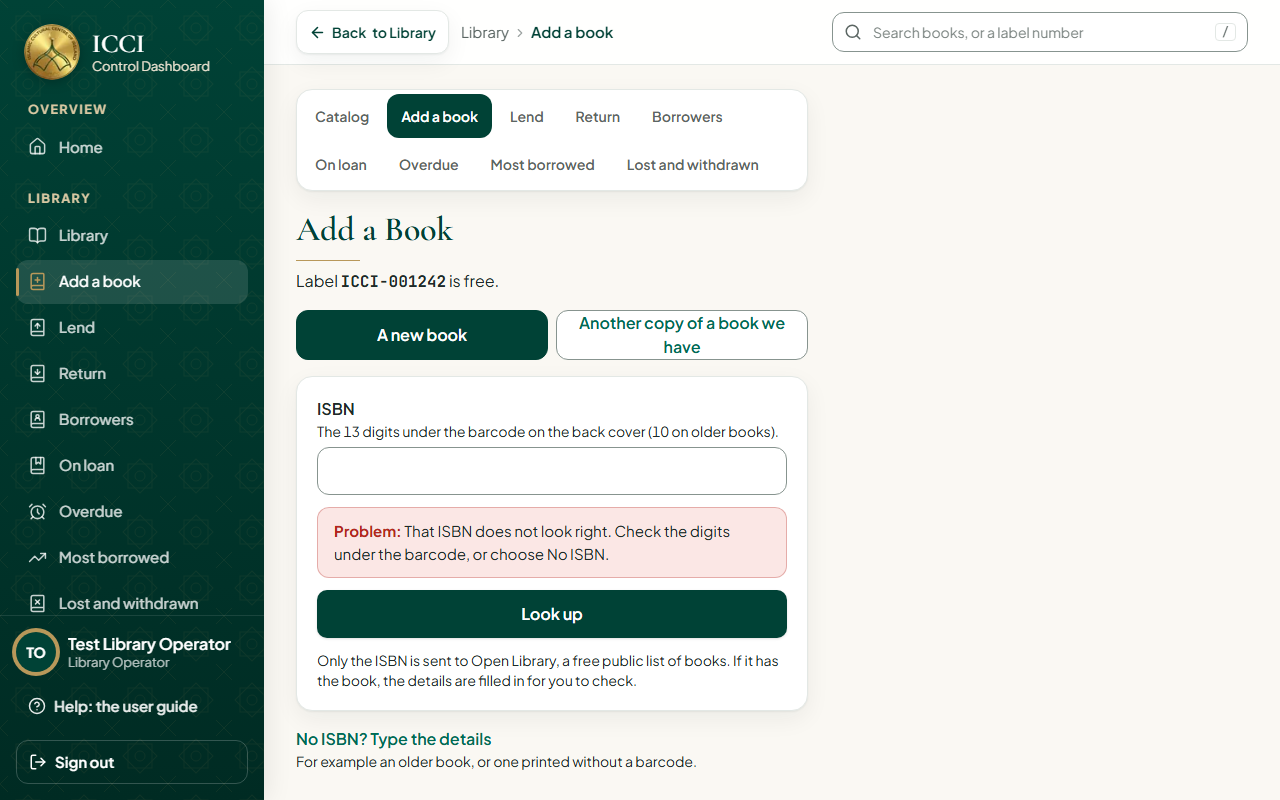 ICCI
Control Dashboard
OVERVIEW
Home
LIBRARY
Library
Add a book
Lend
Return
Borrowers
On loan
Overdue
Most borrowed
Lost and withdrawn
TO
Test Library Operator
Library Operator
Help: the user guide
Sign out
Back to Library
Library › Add a book
Search books, or a label number
/
Catalog Add a book Lend Return Borrowers
On loan Overdue Most borrowed Lost and withdrawn
Add a Book
Label ICCI-001242 is free.
A new book
Another copy of a book we
have
ISBN
The 13 digits under the barcode on the back cover (10 on older books).
Problem: That ISBN does not look right. Check the digits
under the barcode, or choose No ISBN.
Look up
Only the ISBN is sent to Open Library, a free public list of books. If it has
the book, the details are filled in for you to check.
No ISBN? Type the details
For example an older book, or one printed without a barcode.